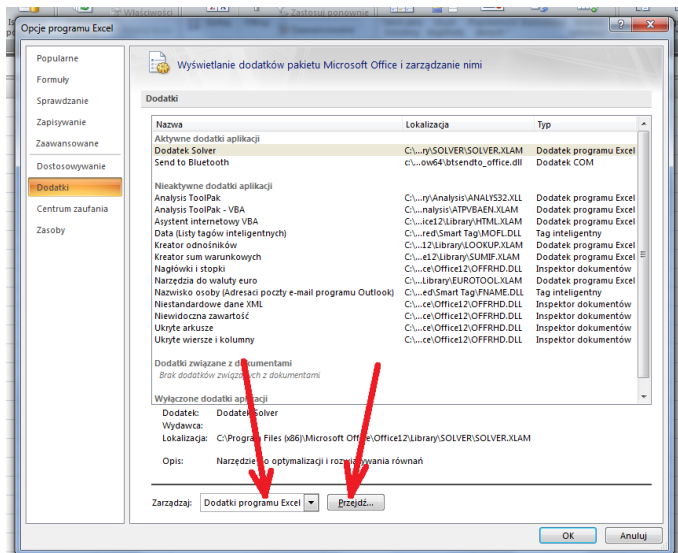 Właściwości
Zastosuj ponownie
Opcje programu Excel
Popularne
Formuły
Sprawdzanie
Zapisywanie
Zaawansowane
Dostosowywanie
Dodatki
Centrum zaufania
Zasoby
Wyświetlanie dodatków pakietu Microsoft Office i zarządzanie nimi
Dodatki
Nazwa Lokalizacja Typ
Aktywne dodatki aplikacji
Dodatek Solver C:\...ry\SOLVER\SOLVER.XLAM Dodatek programu Excel
Send to Bluetooth c:\...ow64\btsendto_office.dll Dodatek COM
Nieaktywne dodatki aplikacji
Analysis ToolPak C:\...ry\Analysis\ANALYS32.XLL Dodatek programu Excel
Analysis ToolPak - VBA C:\...nalysis\ATPVBAEN.XLAM Dodatek programu Excel
Asystent internetowy VBA C:\...ice12\Library\HTML.XLAM Dodatek programu Excel
Data (Listy tagów inteligentnych) C:\...red\Smart Tag\MOFL.DLL Tag inteligentny
Kreator odnośników C:\...12\Library\LOOKUP.XLAM Dodatek programu Excel
Kreator sum warunkowych C:\...e12\Library\SUMIF.XLAM Dodatek programu Excel
Nagłówki i stopki C:\...ce\Office12\OFFRHD.DLL Inspektor dokumentów
Narzędzia do waluty euro C:\...Library\EUROTOOL.XLAM Dodatek programu Excel
Nazwisko osoby (Adresaci poczty e-mail programu Outlook) C:\...ed\Smart Tag\FNAME.DLL Tag inteligentny
Niestandardowe dane XML C:\...ce\Office12\OFFRHD.DLL Inspektor dokumentów
Niewidoczna zawartość C:\...ce\Office12\OFFRHD.DLL Inspektor dokumentów
Ukryte arkusze C:\...ce\Office12\OFFRHD.DLL Inspektor dokumentów
Ukryte wiersze i kolumny C:\...ce\Office12\OFFRHD.DLL Inspektor dokumentów
Dodatki związane z dokumentami
Brak dodatków związanych z dokumentami
Wyłączone dodatki aplikacji
Dodatek: Dodatek Solver
Wydawca:
Lokalizacja: C:\Program Files (x86)\Microsoft Office\Office12\Library\SOLVER\SOLVER.XLAM
Opis: Narzędzie do optymalizacji i rozwiązywania równań
Zarządzaj: Dodatki programu Excel Przejdź...
OK Anuluj